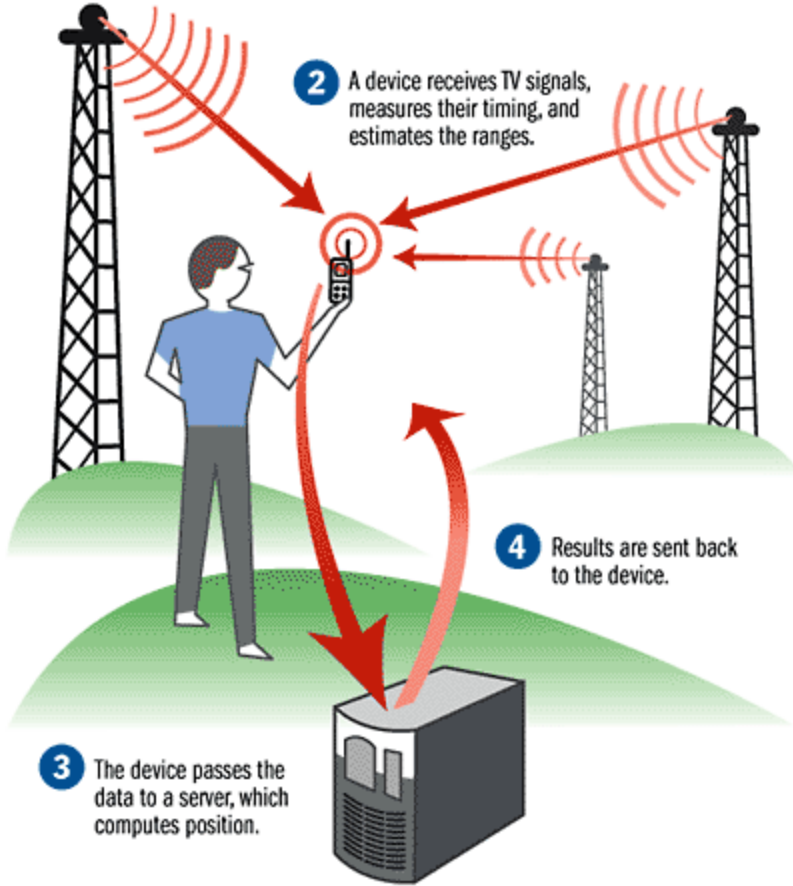 2 A device receives TV signals,
measures their timing, and
estimates the ranges.
4 Results are sent back
to the device.
3 The device passes the
data to a server, which
computes position.